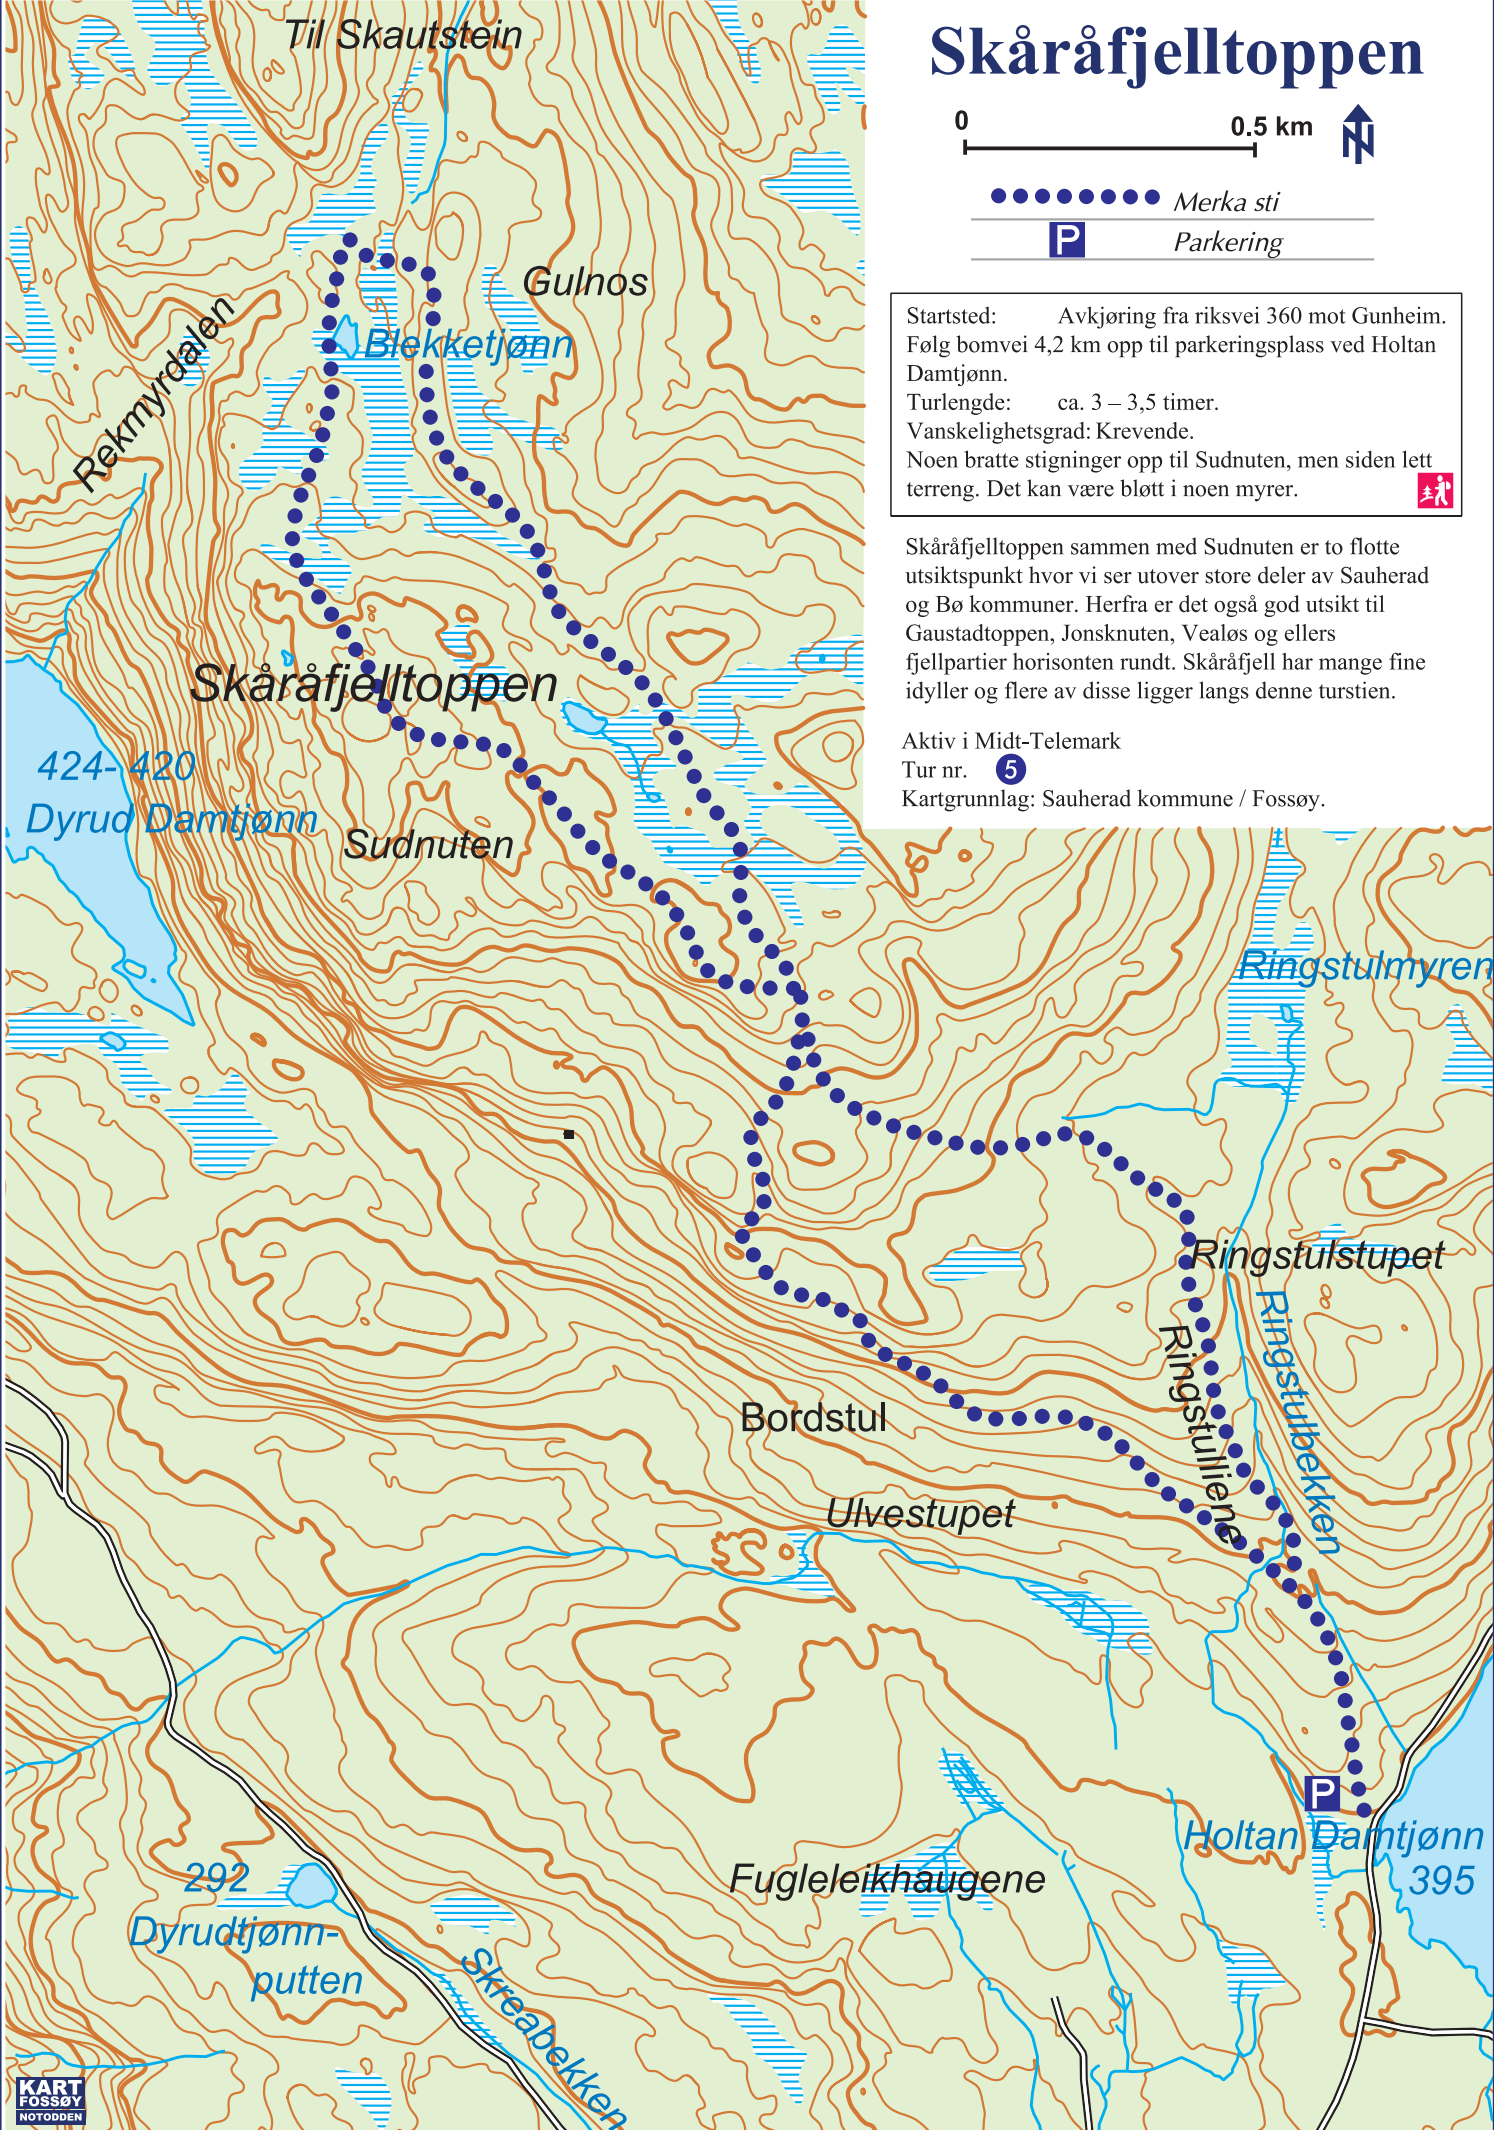 Til Skautstein
Skåråfjelltoppen
0
0.5 km
N
Merka sti
P
Parkering
Startsted: Avkjøring fra riksvei 360 mot Gunheim.
Følg bomvei 4,2 km opp til parkeringsplass ved Holtan
Damtjønn.
Turlengde: ca. 3 – 3,5 timer.
Vanskelighetsgrad: Krevende.
Noen bratte stigninger opp til Sudnuten, men siden lett
terreng. Det kan være bløtt i noen myrer.
Skåråfjelltoppen sammen med Sudnuten er to flotte
utsiktspunkt hvor vi ser utover store deler av Sauherad
og Bø kommuner. Herfra er det også god utsikt til
Gaustadtoppen, Jonsknuten, Vealøs og ellers
fjellpartier horisonten rundt. Skåråfjell har mange fine
idyller og flere av disse ligger langs denne turstien.
Aktiv i Midt-Telemark
Tur nr. 5
Kartgrunnlag: Sauherad kommune / Fossøy.
Gulnos
Blekketjønn
Rekmyrdalen
Skåråfjelltoppen
424- 420
Dyrud Damtjønn
Sudnuten
Ringstulmyren
Ringstulstupet
Ringstulbekken
Ringstulliene
Bordstul
Ulvestupet
P
Holtan Damtjønn
395
Fugleleikhaugene
292
Dyrudtjønn-
putten
Skreabekken
KART
FOSSØY
NOTODDEN